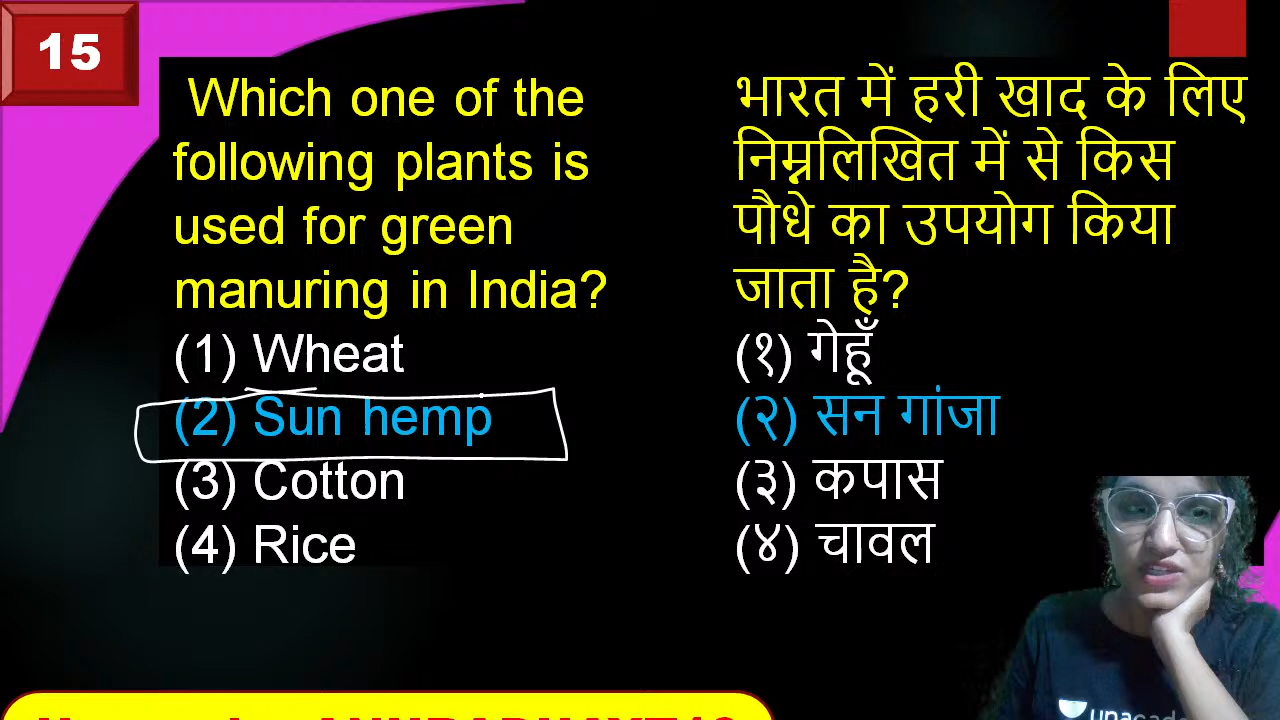 15
Which one of the
following plants is
used for green
manuring in India?
(1) Wheat
(2) Sun hemp
(3) Cotton
(4) Rice
भारत में हरी खाद के लिए
निम्नलिखित में से किस
पौधे का उपयोग किया
जाता है?
(१) गेहूँ
(२) सन गांजा
(३) कपास
(४) चावल